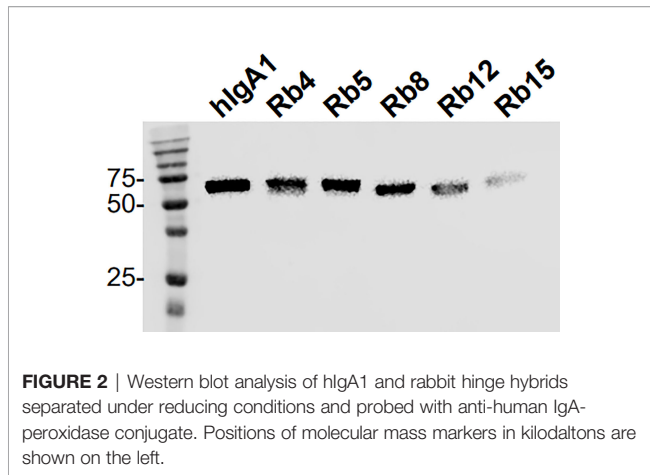 hIgA1 Rb4 Rb5 Rb8 Rb12 Rb15
75-
50-
25-
FIGURE 2 | Western blot analysis of hIgA1 and rabbit hinge hybrids
separated under reducing conditions and probed with anti-human IgA-
peroxidase conjugate. Positions of molecular mass markers in kilodaltons are
shown on the left.